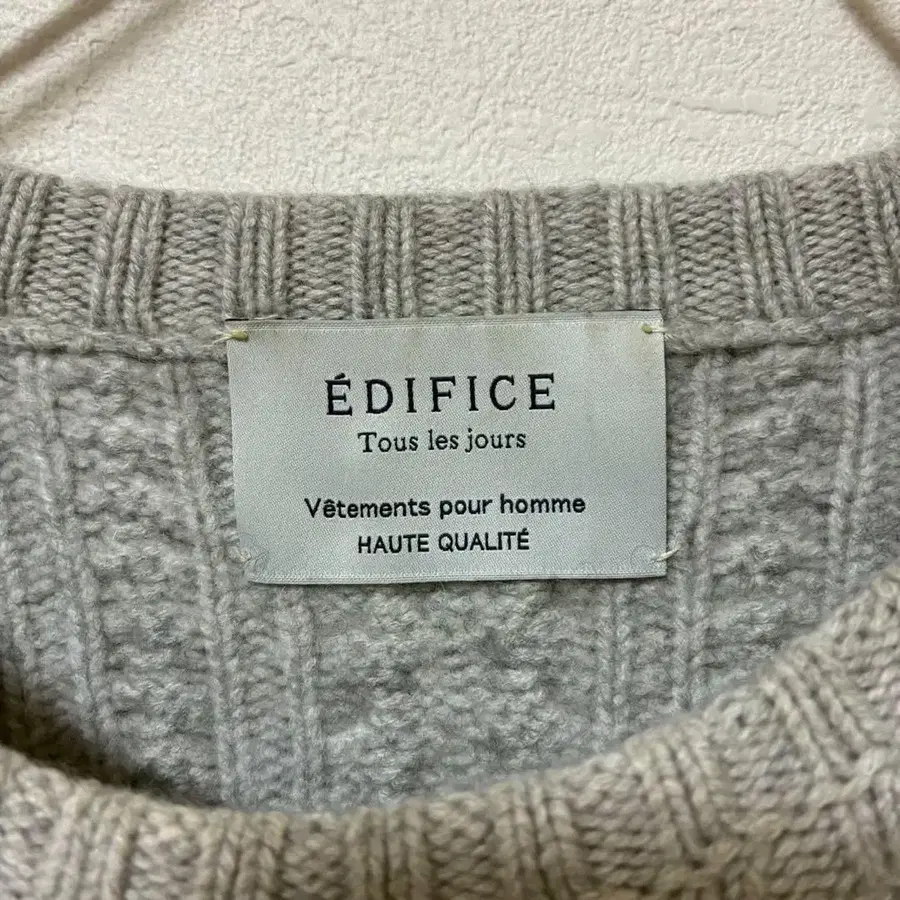 ÉDIFICE
Tous les jours
Vêtements pour homme
HAUTE QUALITÉ